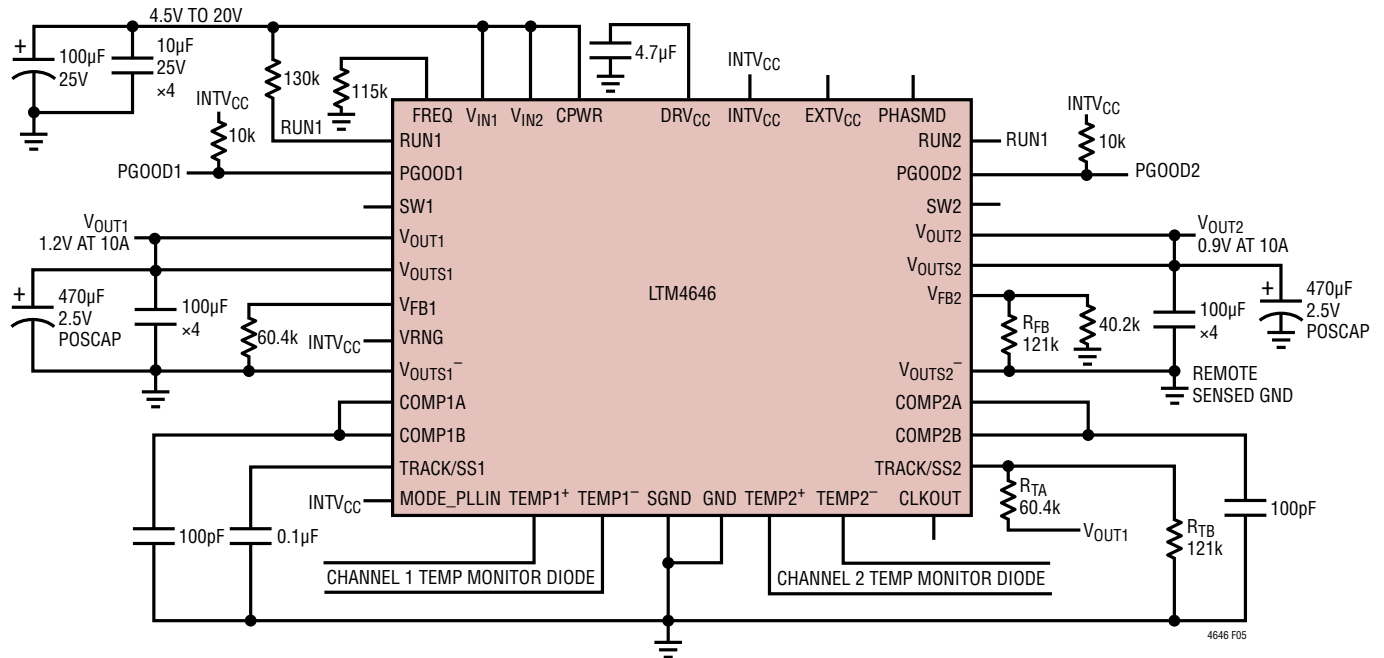 4.5V TO 20V
+
100µF
25V
10µF
25V
×4
130k
115k
4.7µF
INTVCC
INTVCC
10k
RUN1
PGOOD1
FREQ
VIN1
VIN2
CPWR
DRVCC
INTVCC
EXTVCC
PHASMD
RUN1
PGOOD1
SW1
VOUT1
VOUTS1
VFB1
VRNG
VOUTS1–
COMP1A
COMP1B
TRACK/SS1
MODE_PLLIN
TEMP1+
TEMP1–
SGND
GND
TEMP2+
TEMP2–
CLKOUT
LTM4646
RUN2
PGOOD2
SW2
VOUT2
VOUTS2
VFB2
VOUTS2–
COMP2A
COMP2B
TRACK/SS2
RUN1
INTVCC
10k
PGOOD2
VOUT1
1.2V AT 10A
+
470µF
2.5V
POSCAP
100µF
×4
60.4k
INTVCC
VOUT2
0.9V AT 10A
RFB
121k
40.2k
100µF
×4
+
470µF
2.5V
POSCAP
REMOTE
SENSED GND
INTVCC
100pF
0.1µF
CHANNEL 1 TEMP MONITOR DIODE
CHANNEL 2 TEMP MONITOR DIODE
RTA
60.4k
VOUT1
RTB
121k
100pF
4646 F05